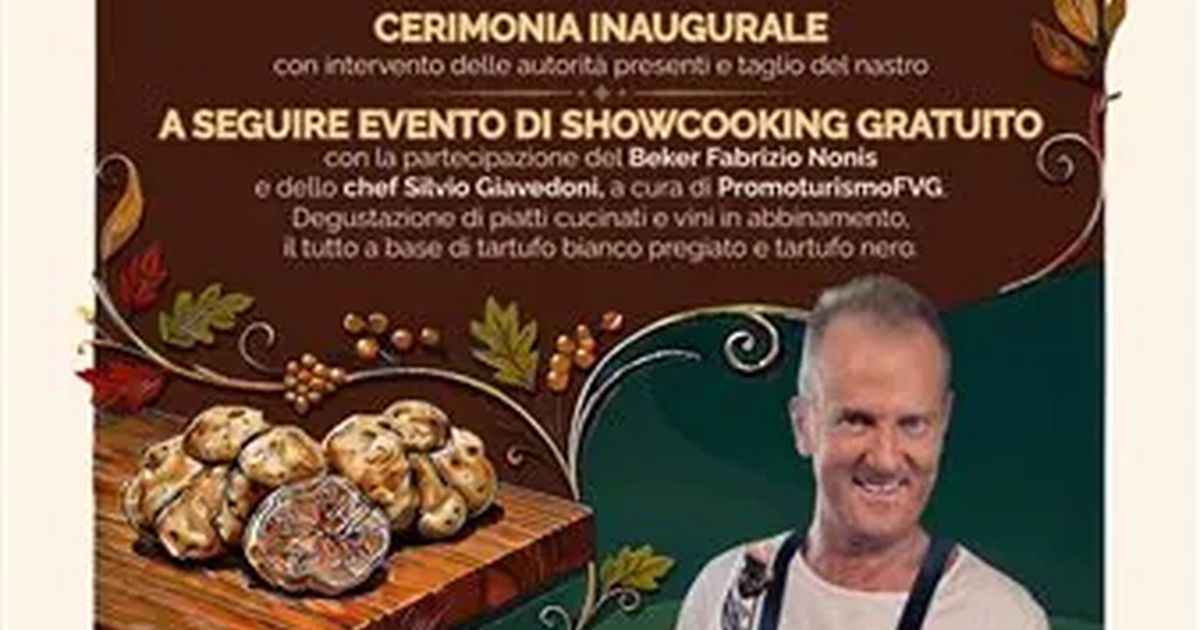 CERIMONIA INAUGURALE
con intervento delle autorità presenti e taglio del nastro
A SEGUIRE EVENTO DI SHOWCOOKING GRATUITO
con la partecipazione del Beker Fabrizio Nonis
e dello chef Silvio Giavedoni, a cura di PromoturismoFVG.
Degustazione di piatti cucinati e vini in abbinamento,
il tutto a base di tartufo bianco pregiato e tartufo nero.